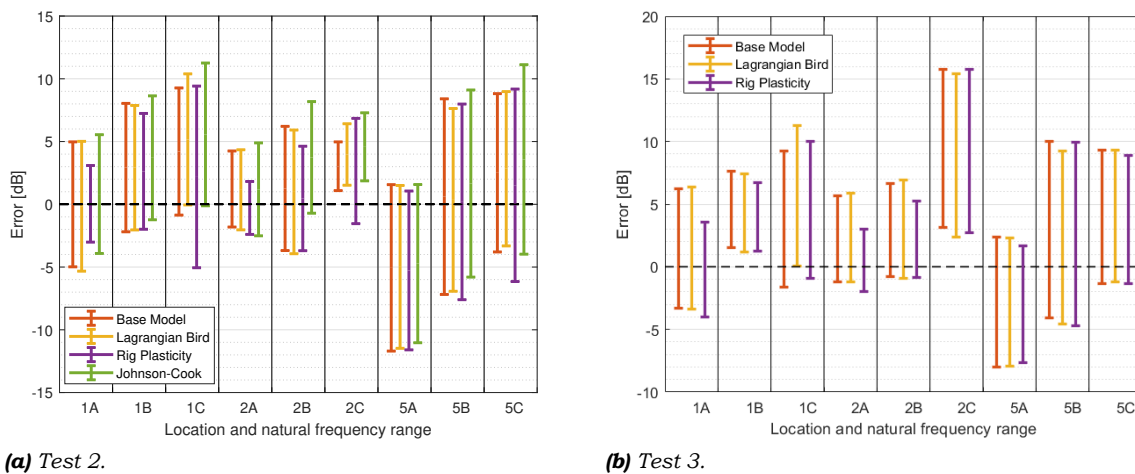 15
10
5
0
-5
-10
-15
Error [dB]
Base Model
Lagrangian Bird
Rig Plasticity
Johnson-Cook
1A 1B 1C 2A 2B 2C 5A 5B 5C
Location and natural frequency range
(a) Test 2.
20
15
10
5
0
-5
-10
Error [dB]
Base Model
Lagrangian Bird
Rig Plasticity
1A 1B 1C 2A 2B 2C 5A 5B 5C
Location and natural frequency range
(b) Test 3.